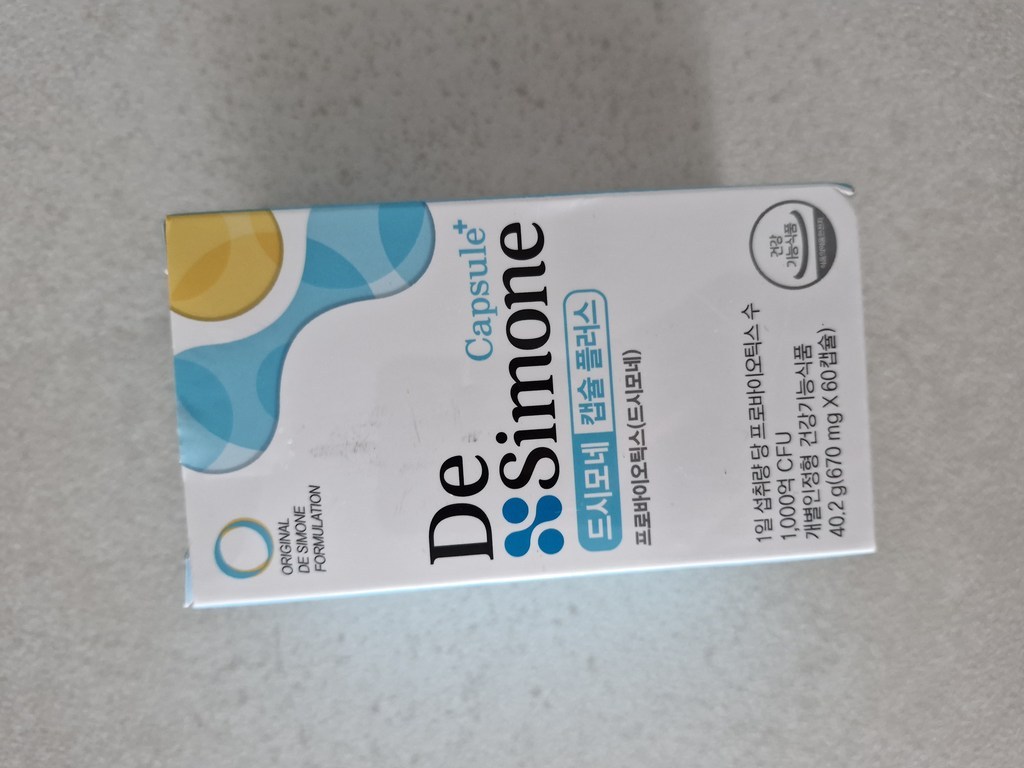 ORIGINAL
DE SIMONE
FORMULATION
De
Capsule+
Simone
드시모네 캡슐 플러스
프로바이오틱스(드시모네)
1일 섭취량 당 프로바이오틱스 수
1,000억 CFU
개별인정형 건강기능식품
40.2 g(670 mg X 60캡슐)
건강
기능식품